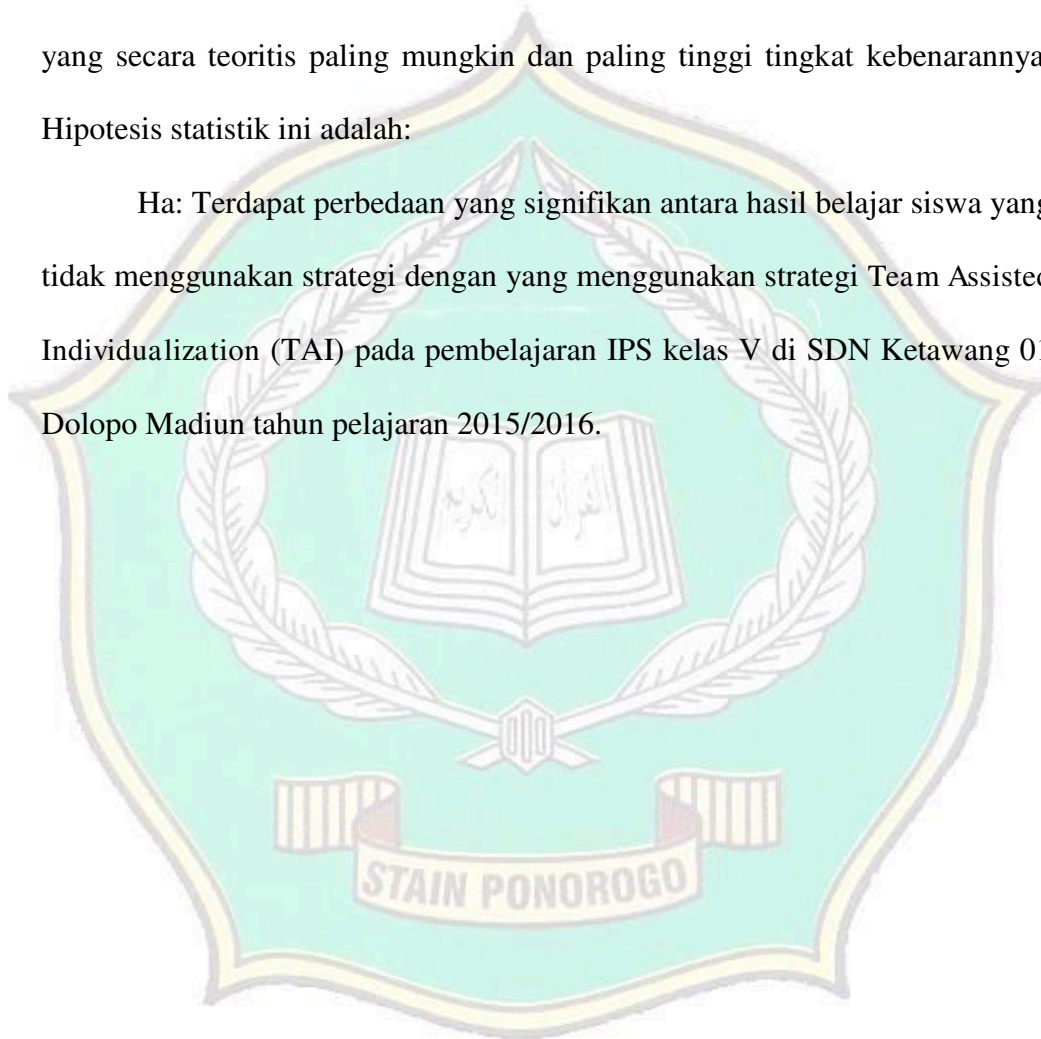 yang secara teoritis paling mungkin dan paling tinggi tingkat kebenarannya
Hipotesis statistik ini adalah:
Ha: Terdapat perbedaan yang signifikan antara hasil belajar siswa yang
tidak menggunakan strategi dengan yang menggunakan strategi Team Assisted
Individualization (TAI) pada pembelajaran IPS kelas V di SDN Ketawang 01
Dolopo Madiun tahun pelajaran 2015/2016.
القرآن الكريم
STAIN PONOROGO